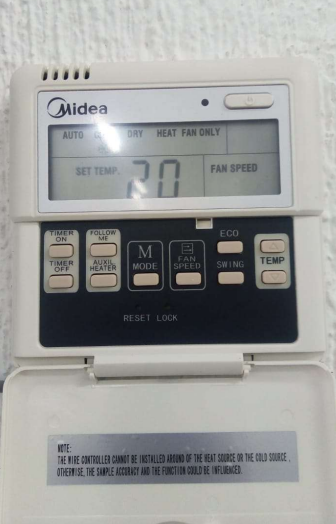 Midea
AUTO DRY HEAT FAN ONLY
SET TEMP. 20 FAN SPEED
TIMER ON FOLLOW ME M MODE FAN SPEED ECO
TIMER OFF AUXIL HEATER SWING TEMP
RESET LOCK
NOTE:
THE WIRE CONTROLLER CANNOT BE INSTALLED AROUND OF THE HEAT SOURCE OR THE COLD SOURCE,
OTHERWISE, THE SAMPLE ACCURACY AND THE FUNCTION COULD BE INFLUENCED.